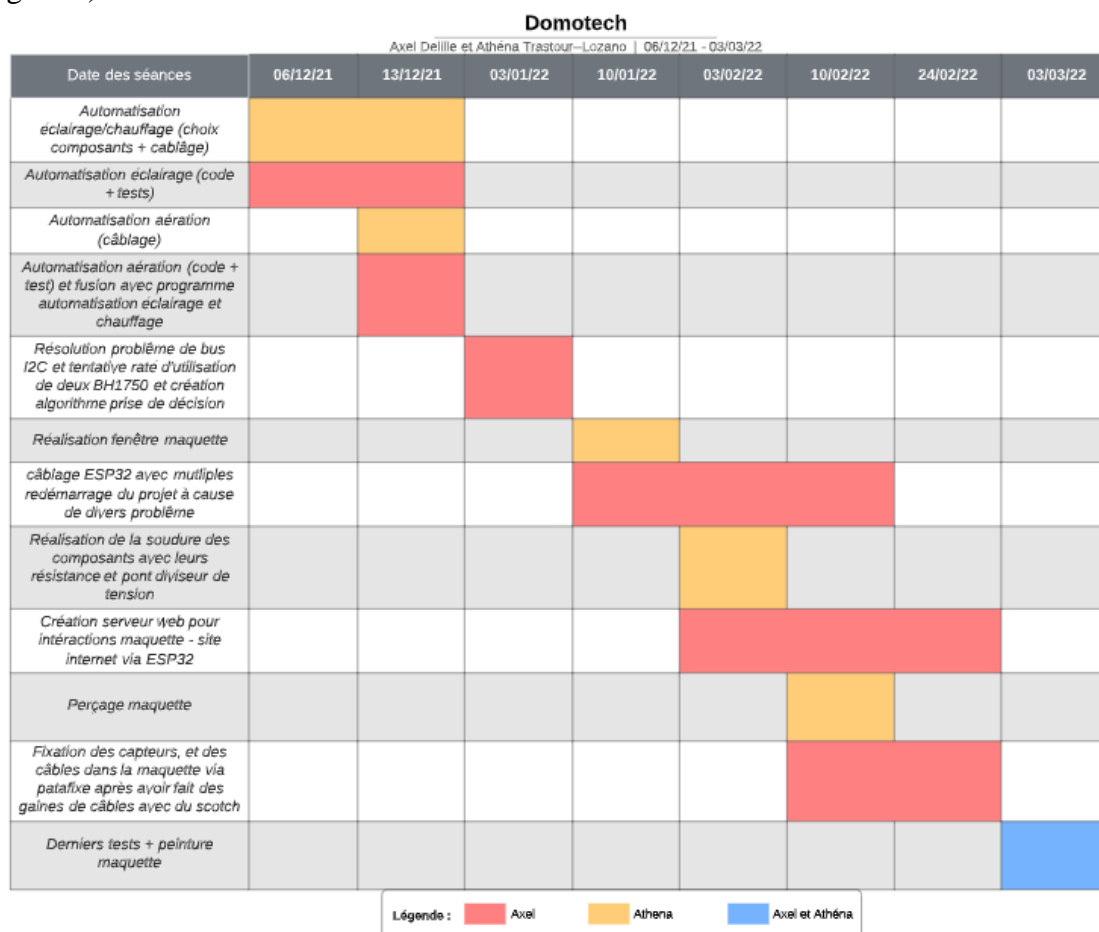 Domotech
Axel Delille et Athéna Trastour--Lozano | 06/12/21 - 03/03/22
Date des séances 06/12/21 13/12/21 03/01/22 10/01/22 03/02/22 10/02/22 24/02/22 03/03/22
Automatisation
éclairage/chauffage (choix
composants + cablâge)
Automatisation éclairage (code
+ tests)
Automatisation aération
(câblage)
Automatisation aération (code +
test) et fusion avec programme
automatisation éclairage et
chauffage
Résolution problème de bus
I2C et tentative raté d'utilisation
de deux BH1750 et création
algorithme prise de décision
Réalisation fenêtre maquette
câblage ESP32 avec mutliples
redémarrage du projet à cause
de divers problème
Réalisation de la soudure des
composants avec leurs
résistance et pont diviseur de
tension
Création serveur web pour
intéractions maquette - site
internet via ESP32
Perçage maquette
Fixation des capteurs, et des
câbles dans la maquette via
patafixe après avoir fait des
gaines de câbles avec du scotch
Derniers tests + peinture
maquette
Légende : Axel Athena Axel et Athéna